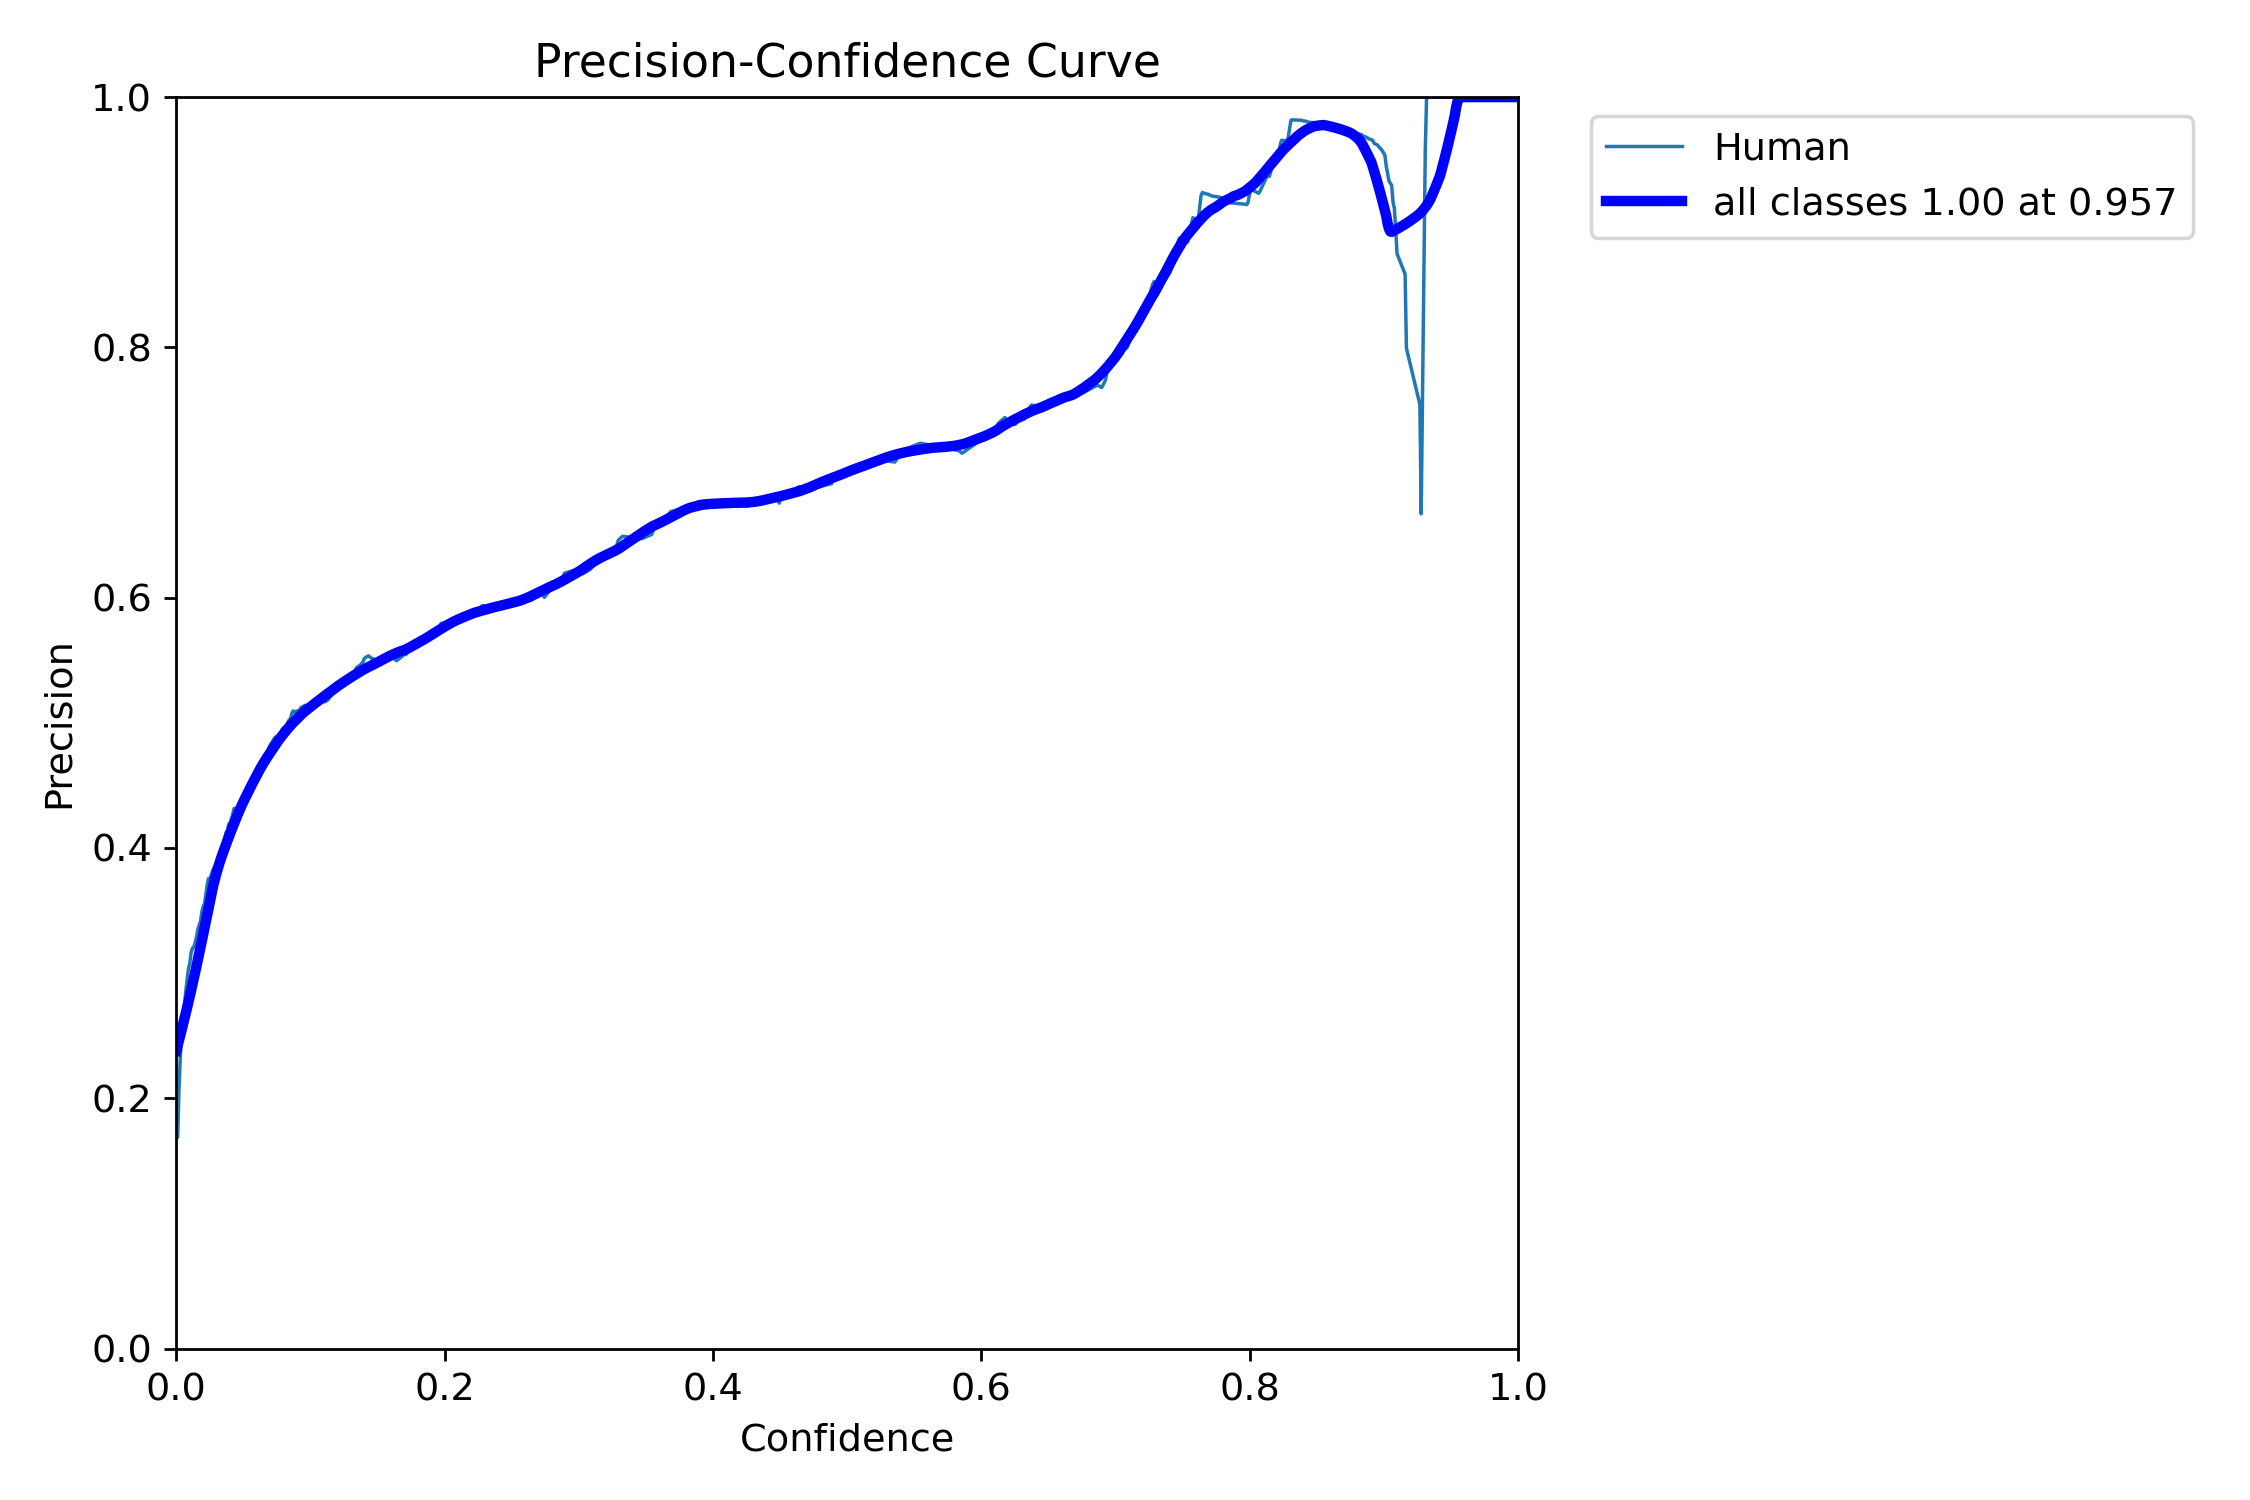 Precision-Confidence Curve
Human
all classes 1.00 at 0.957
1.0
0.8
0.6
0.4
0.2
0.0
Precision
0.0 0.2 0.4 0.6 0.8 1.0
Confidence